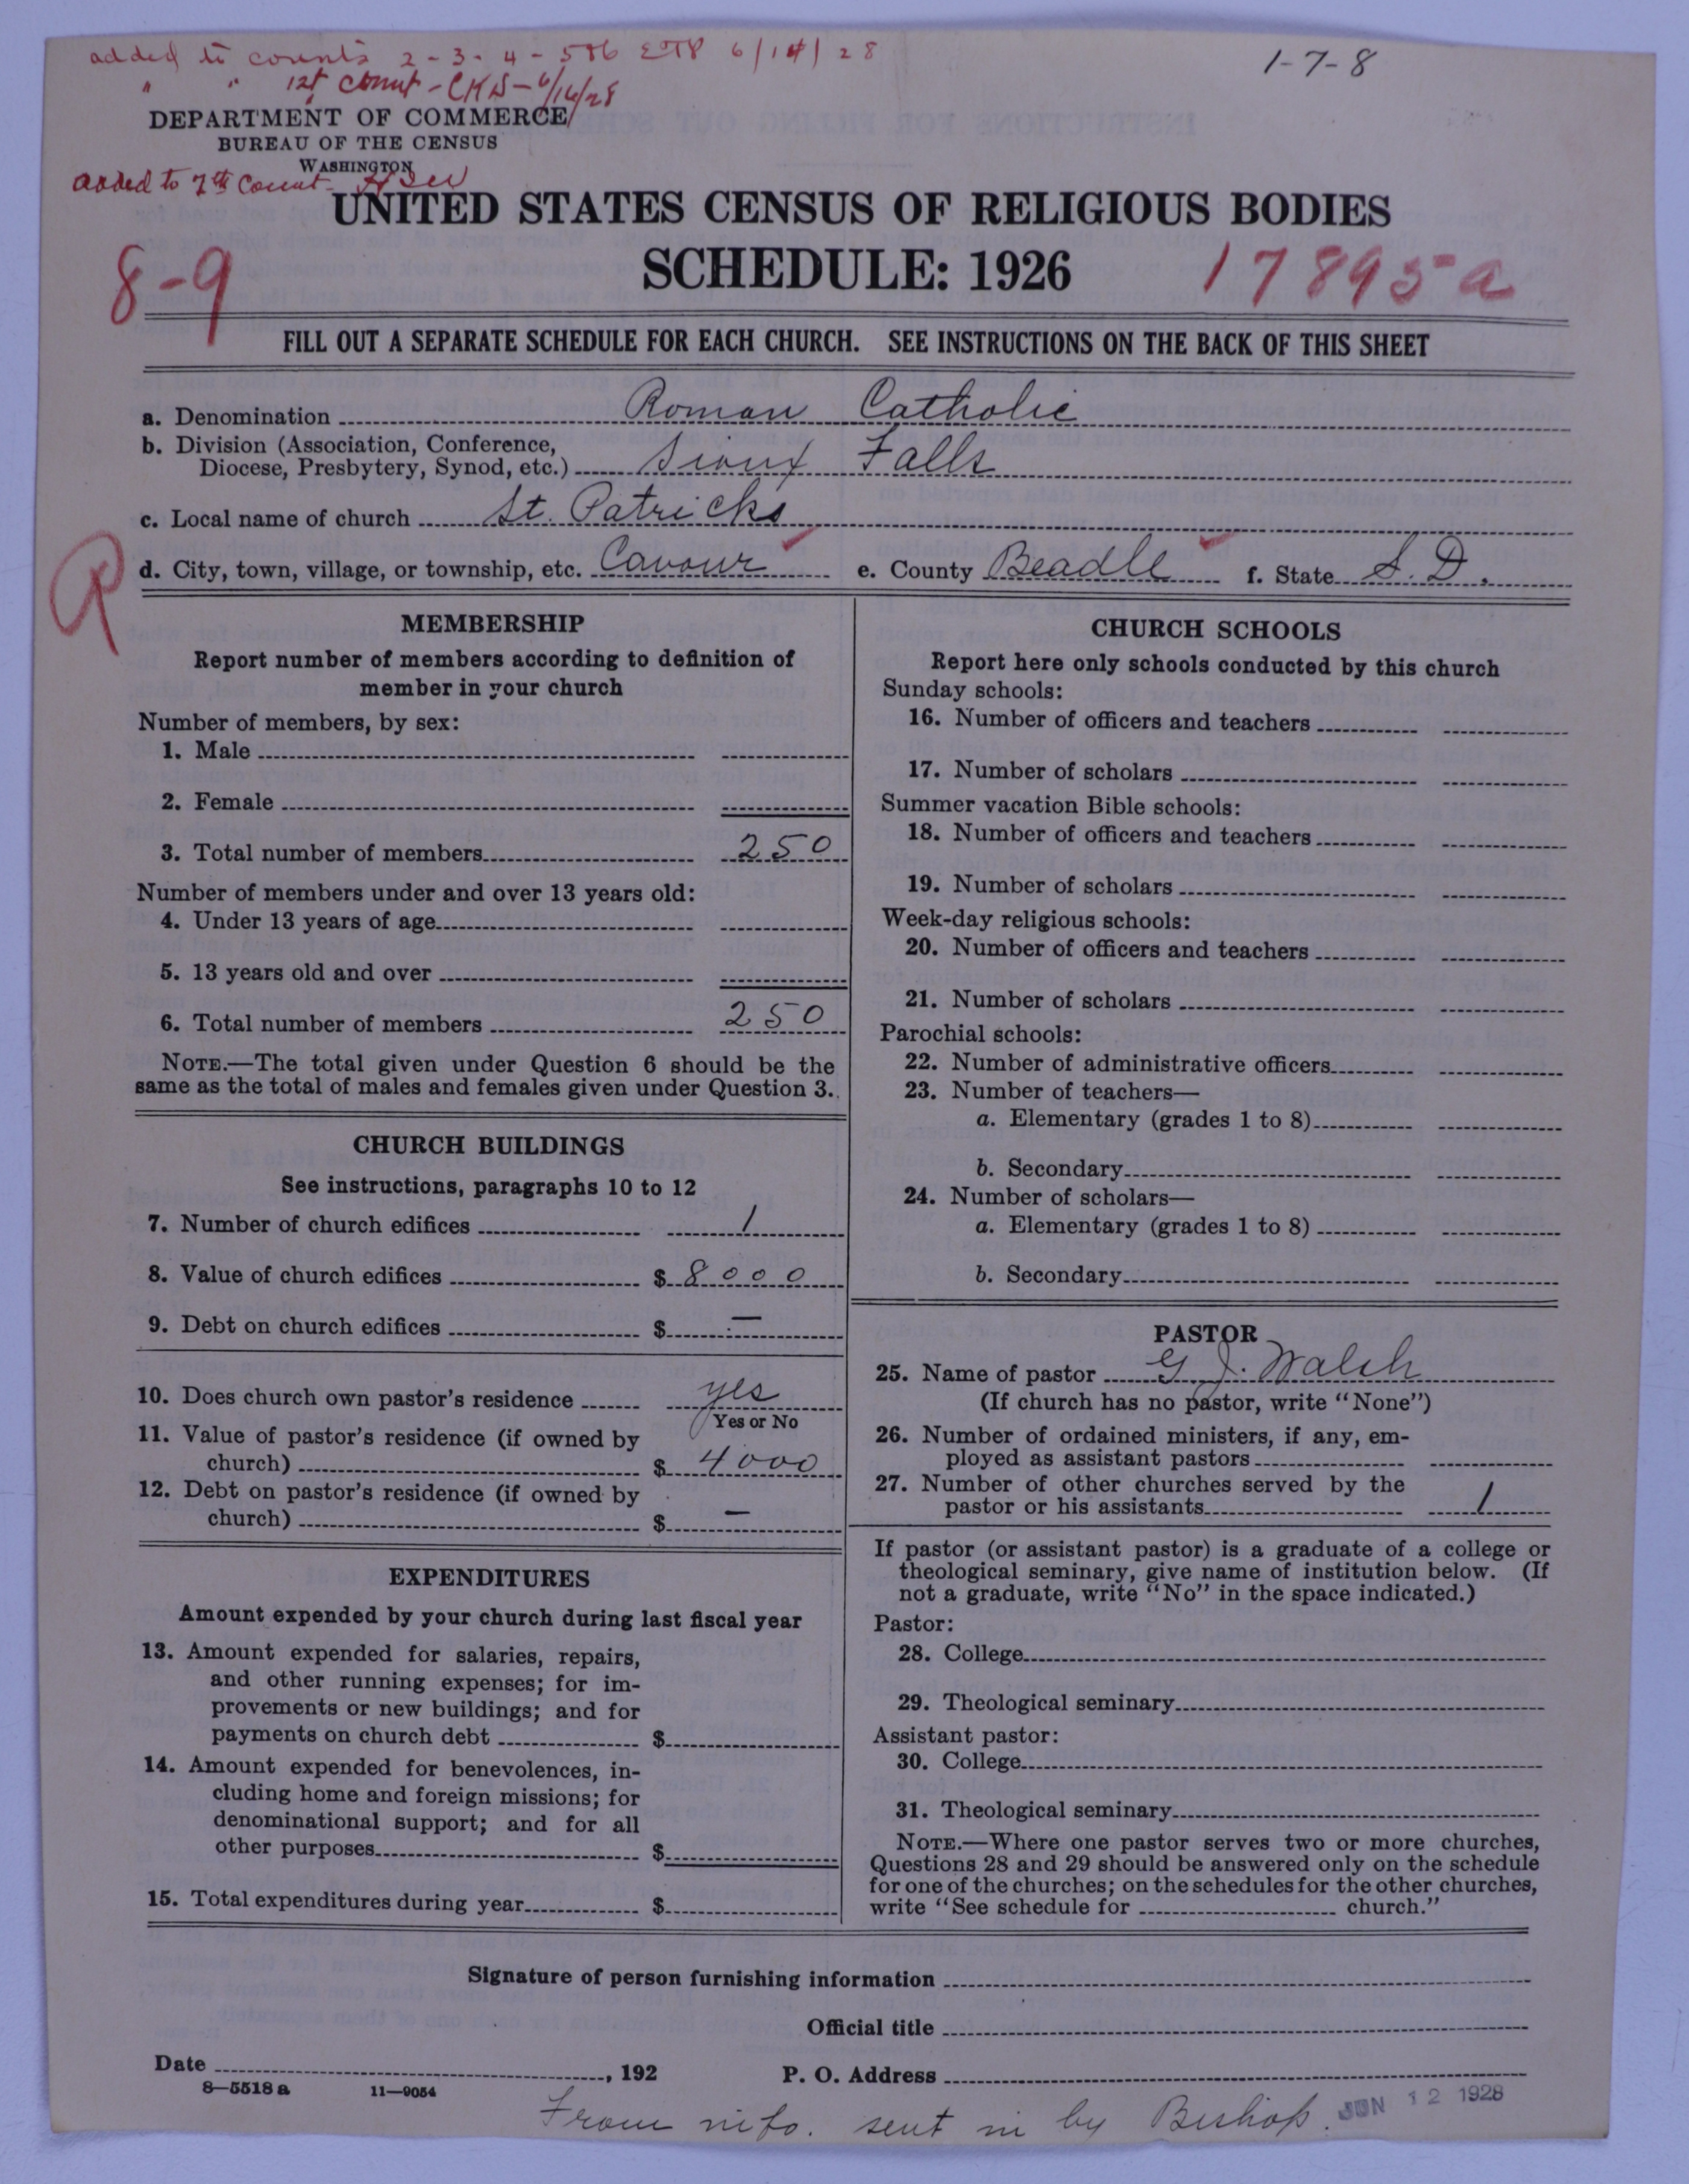 added to counts 2-3-4-5&6 6/14/28
1-7-8
" " 1st Count - CKS - 6/16/28
DEPARTMENT OF COMMERCE
BUREAU OF THE CENSUS
WASHINGTON
added to 7th Count
UNITED STATES CENSUS OF RELIGIOUS BODIES
SCHEDULE: 1926
8-9
17895a
FILL OUT A SEPARATE SCHEDULE FOR EACH CHURCH. SEE INSTRUCTIONS ON THE BACK OF THIS SHEET
a. Denomination Roman Catholic
b. Division (Association, Conference,
Diocese, Presbytery, Synod, etc.) Sioux Falls
c. Local name of church St. Patricks
R
d. City, town, village, or township, etc. Cavour e. County Beadle f. State S.D.
MEMBERSHIP
Report number of members according to definition of
member in your church
Number of members, by sex:
1. Male
2. Female
3. Total number of members 250
Number of members under and over 13 years old:
4. Under 13 years of age
5. 13 years old and over
6. Total number of members 250
NOTE.—The total given under Question 6 should be the
same as the total of males and females given under Question 3.
CHURCH BUILDINGS
See instructions, paragraphs 10 to 12
7. Number of church edifices 1
8. Value of church edifices $ 8000
9. Debt on church edifices $ —
10. Does church own pastor's residence yes
Yes or No
11. Value of pastor's residence (if owned by
church) $ 4000
12. Debt on pastor's residence (if owned by
church) $ —
EXPENDITURES
Amount expended by your church during last fiscal year
13. Amount expended for salaries, repairs,
and other running expenses; for im-
provements or new buildings; and for
payments on church debt $
14. Amount expended for benevolences, in-
cluding home and foreign missions; for
denominational support; and for all
other purposes $
15. Total expenditures during year $
CHURCH SCHOOLS
Report here only schools conducted by this church
Sunday schools:
16. Number of officers and teachers
17. Number of scholars
Summer vacation Bible schools:
18. Number of officers and teachers
19. Number of scholars
Week-day religious schools:
20. Number of officers and teachers
21. Number of scholars
Parochial schools:
22. Number of administrative officers
23. Number of teachers—
a. Elementary (grades 1 to 8)
b. Secondary
24. Number of scholars—
a. Elementary (grades 1 to 8)
b. Secondary
PASTOR
25. Name of pastor G. J. Walsh
(If church has no pastor, write "None")
26. Number of ordained ministers, if any, em-
ployed as assistant pastors
27. Number of other churches served by the
pastor or his assistants 1
If pastor (or assistant pastor) is a graduate of a college or
theological seminary, give name of institution below. (If
not a graduate, write "No" in the space indicated.)
Pastor:
28. College
29. Theological seminary
Assistant pastor:
30. College
31. Theological seminary
NOTE.—Where one pastor serves two or more churches,
Questions 28 and 29 should be answered only on the schedule
for one of the churches; on the schedules for the other churches,
write "See schedule for church."
Signature of person furnishing information
Official title
Date , 192 P. O. Address
8—5518 a 11—9054
From info. sent in by Bishop.
JUN 12 1928